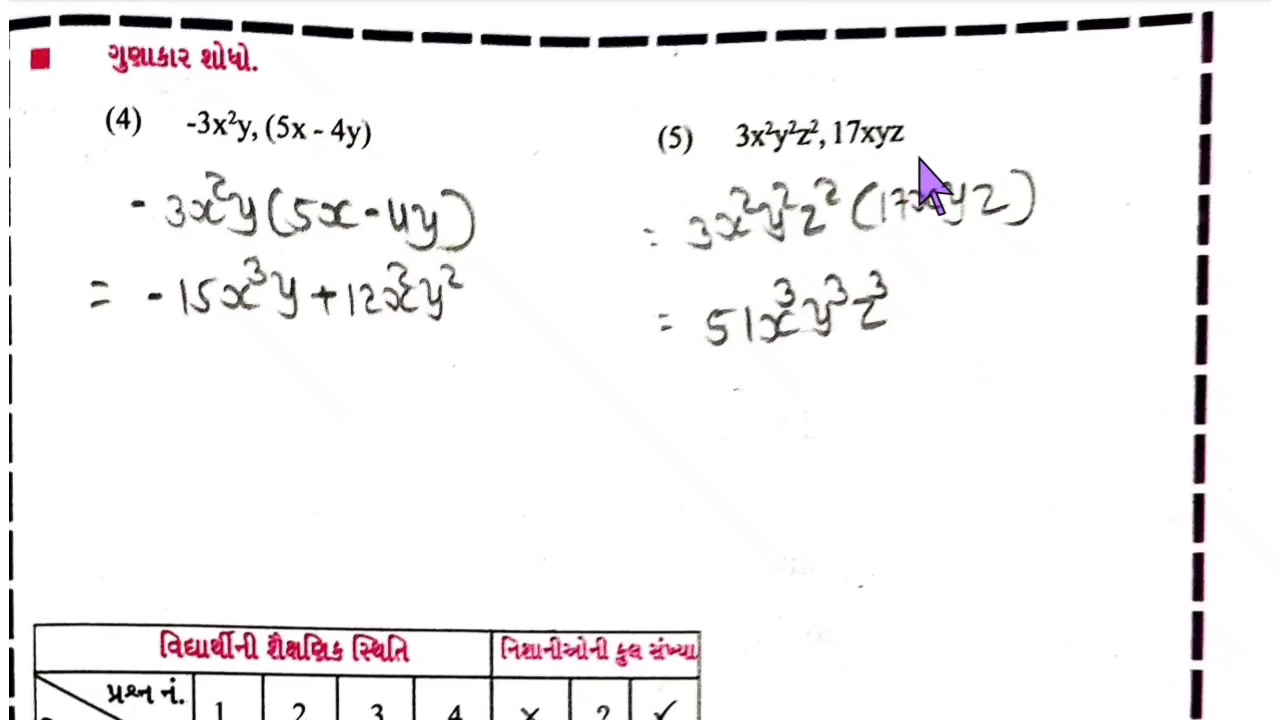 ગુણાકાર શોધો.
(4) -3x²y, (5x - 4y)
- 3x²y (5x - 4y)
= - 15x³y + 12x²y²
(5) 3x²y²z², 17xyz
= 3x²y²z² (17xyz)
= 51x³y³z³
વિદ્યાર્થીની શૈક્ષણિક સ્થિતિ નિશાનીઓની કુલ સંખ્યા
પ્રશ્ન નં. 1 2 3 4 × ? ✓